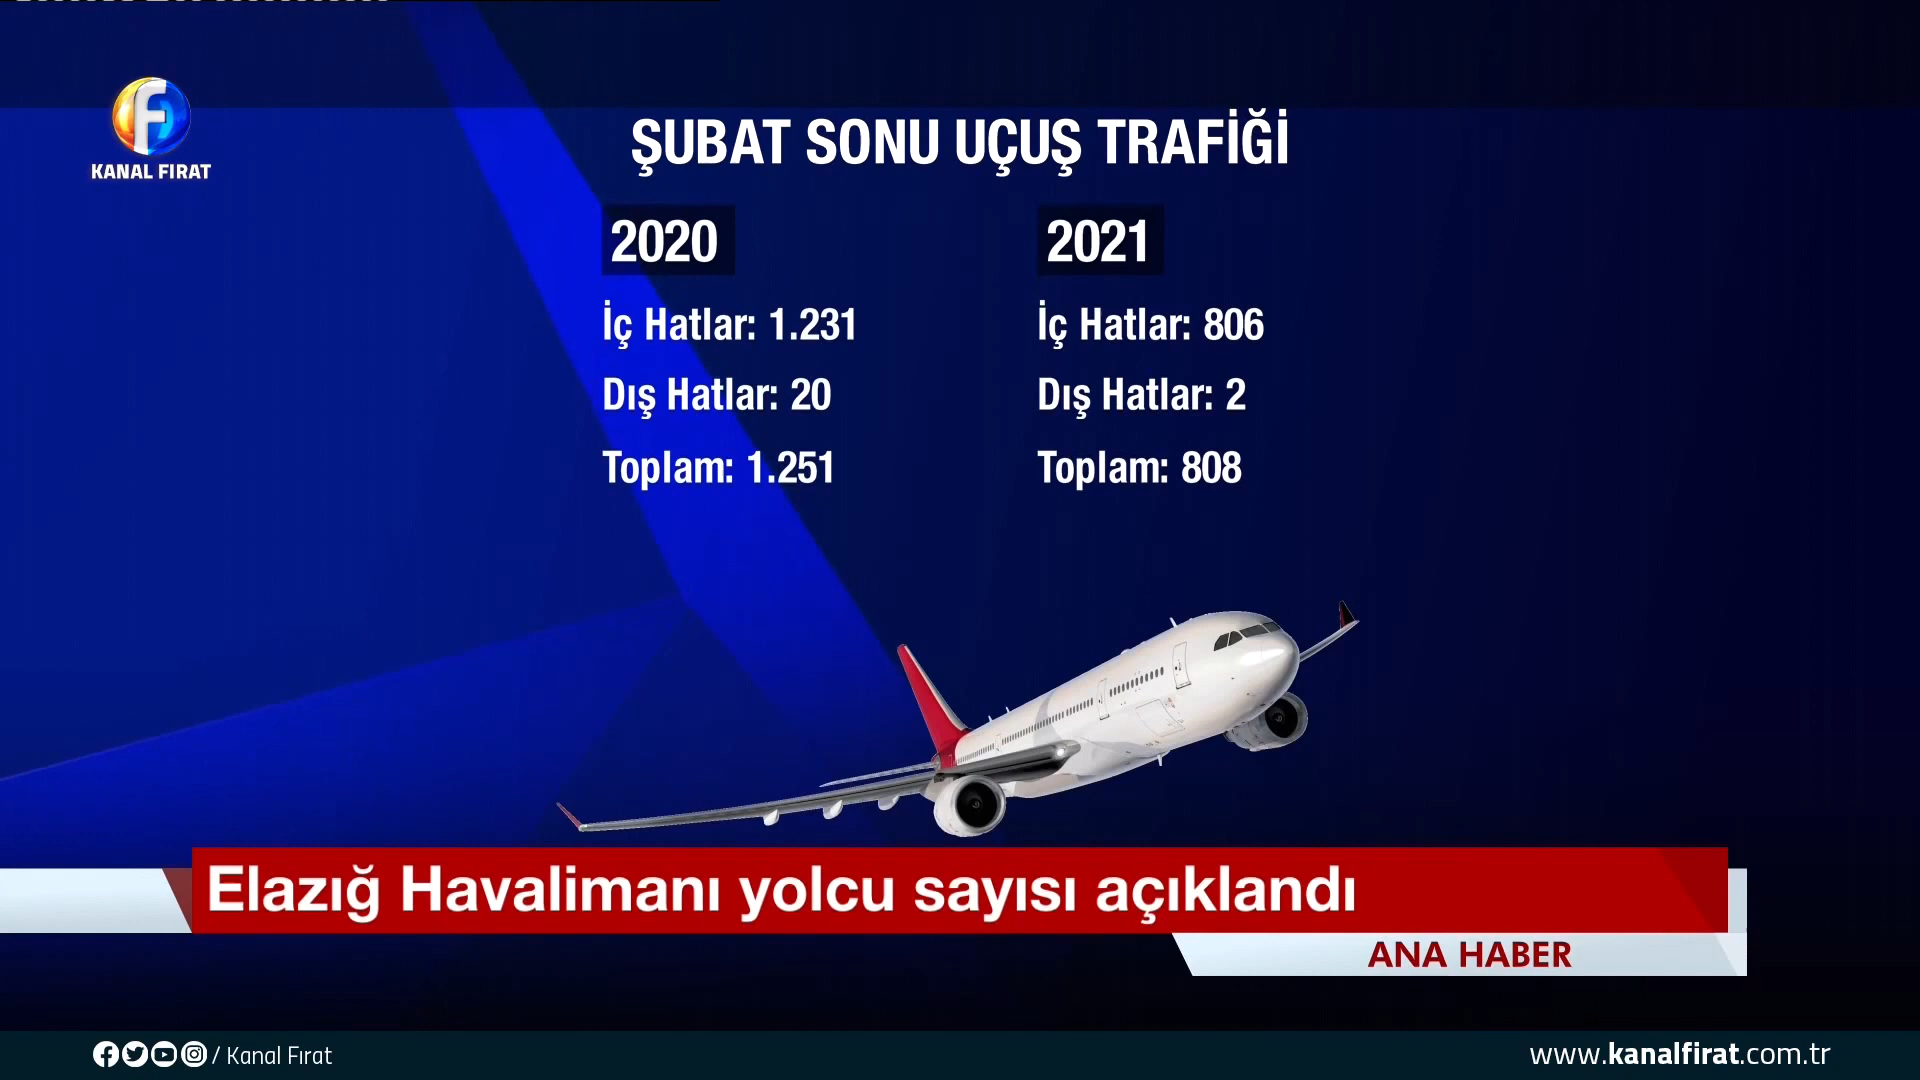 KANAL FIRAT
ŞUBAT SONU UÇUŞ TRAFİĞİ
2020
İç Hatlar: 1.231
Dış Hatlar: 20
Toplam: 1.251
2021
İç Hatlar: 806
Dış Hatlar: 2
Toplam: 808
Elazığ Havalimanı yolcu sayısı açıklandı
ANA HABER
/ Kanal Fırat
www.kanalfirat.com.tr